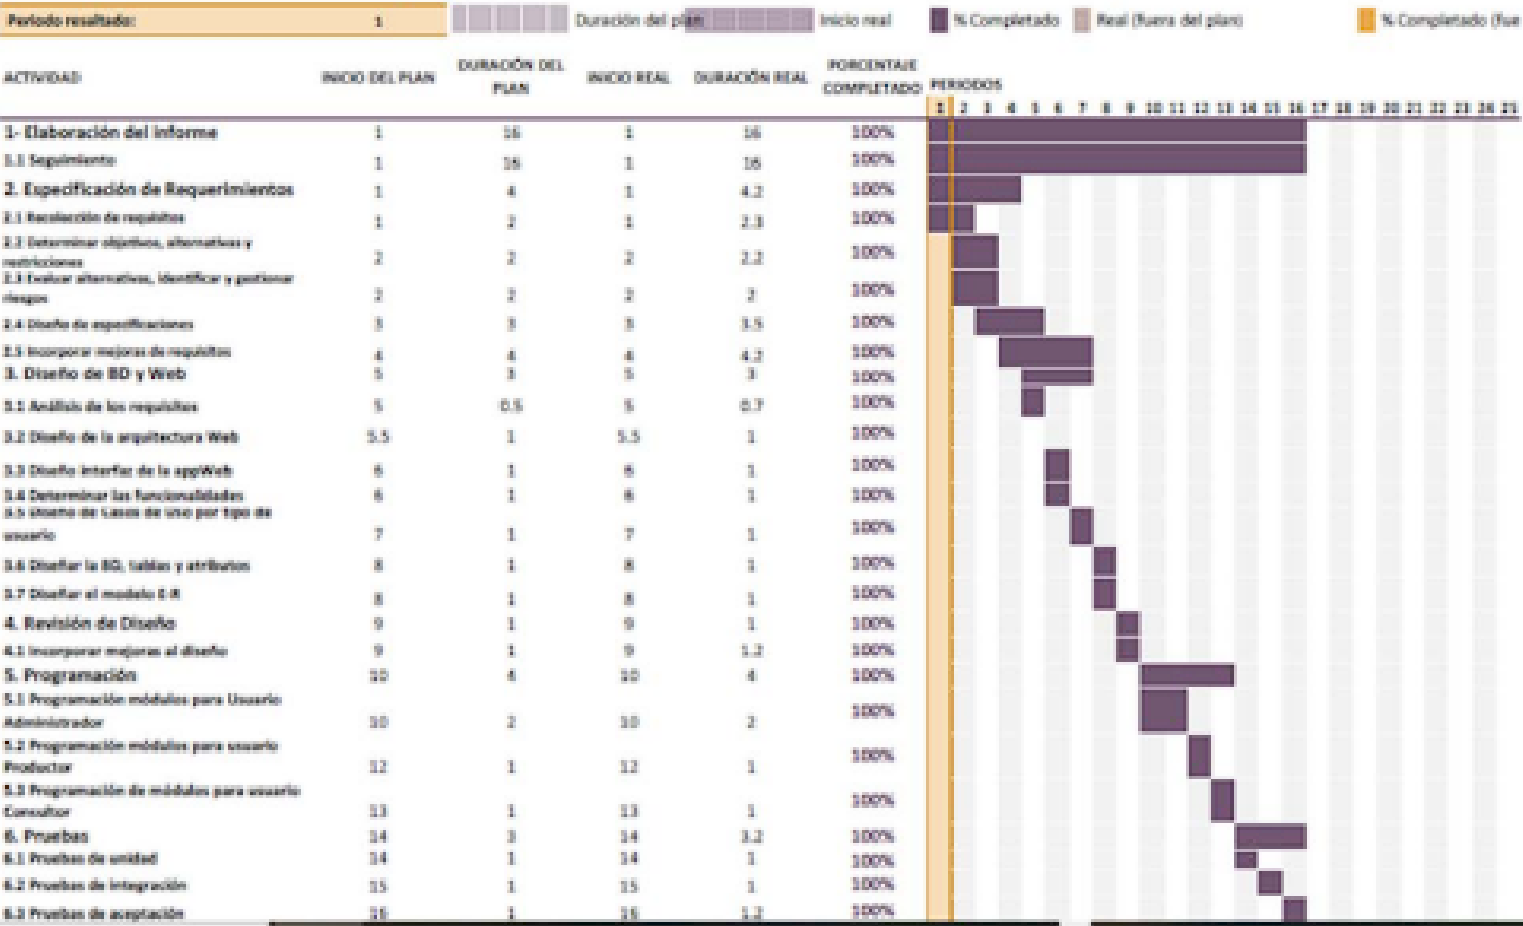 Periodo resaltado: 1 Duración del plan Inicio real % Completado Real (fuera del plan) % Completado (fue
ACTIVIDAD INICIO DEL PLAN DURACIÓN DEL PLAN INICIO REAL DURACIÓN REAL PORCENTAJE COMPLETADO PERIODOS
1 2 3 4 5 6 7 8 9 10 11 12 13 14 15 16 17 18 19 20 21 22 23 24 25
1- Elaboración del informe 1 16 1 16 100%
1.1 Seguimiento 1 16 1 16 100%
2. Especificación de Requerimientos 1 4 1 4.2 100%
2.1 Recolección de requisitos 1 2 1 2.3 100%
2.2 Determinar objetivos, alternativas y
restricciones 2 2 2 2.2 100%
2.3 Evaluar alternativas, identificar y gestionar
riesgos 2 2 2 2 100%
2.4 Diseño de especificaciones 3 3 3 3.5 100%
2.5 Incorporar mejoras de requisitos 4 4 4 4.2 100%
3. Diseño de BD y Web 5 3 5 3 100%
3.1 Análisis de los requisitos 5 0.5 5 0.7 100%
3.2 Diseño de la arquitectura Web 5.5 1 5.5 1 100%
3.3 Diseño interfaz de la appWeb 6 1 6 1 100%
3.4 Determinar las funcionalidades 6 1 6 1 100%
3.5 Diseño de Casos de Uso por tipo de
usuario 7 1 7 1 100%
3.6 Diseñar la BD, tablas y atributos 8 1 8 1 100%
3.7 Diseñar el modelo E-R 8 1 8 1 100%
4. Revisión de Diseño 9 1 9 1 100%
4.1 Incorporar mejoras al diseño 9 1 9 1.2 100%
5. Programación 10 4 10 4 100%
5.1 Programación módulos para Usuario
Administrador 10 2 10 2 100%
5.2 Programación módulos para usuario
Productor 12 1 12 1 100%
5.3 Programación de módulos para usuario
Consultor 13 1 13 1 100%
6. Pruebas 14 3 14 3.2 100%
6.1 Pruebas de unidad 14 1 14 1 100%
6.2 Pruebas de integración 15 1 15 1 100%
6.3 Pruebas de aceptación 16 1 16 1.2 100%